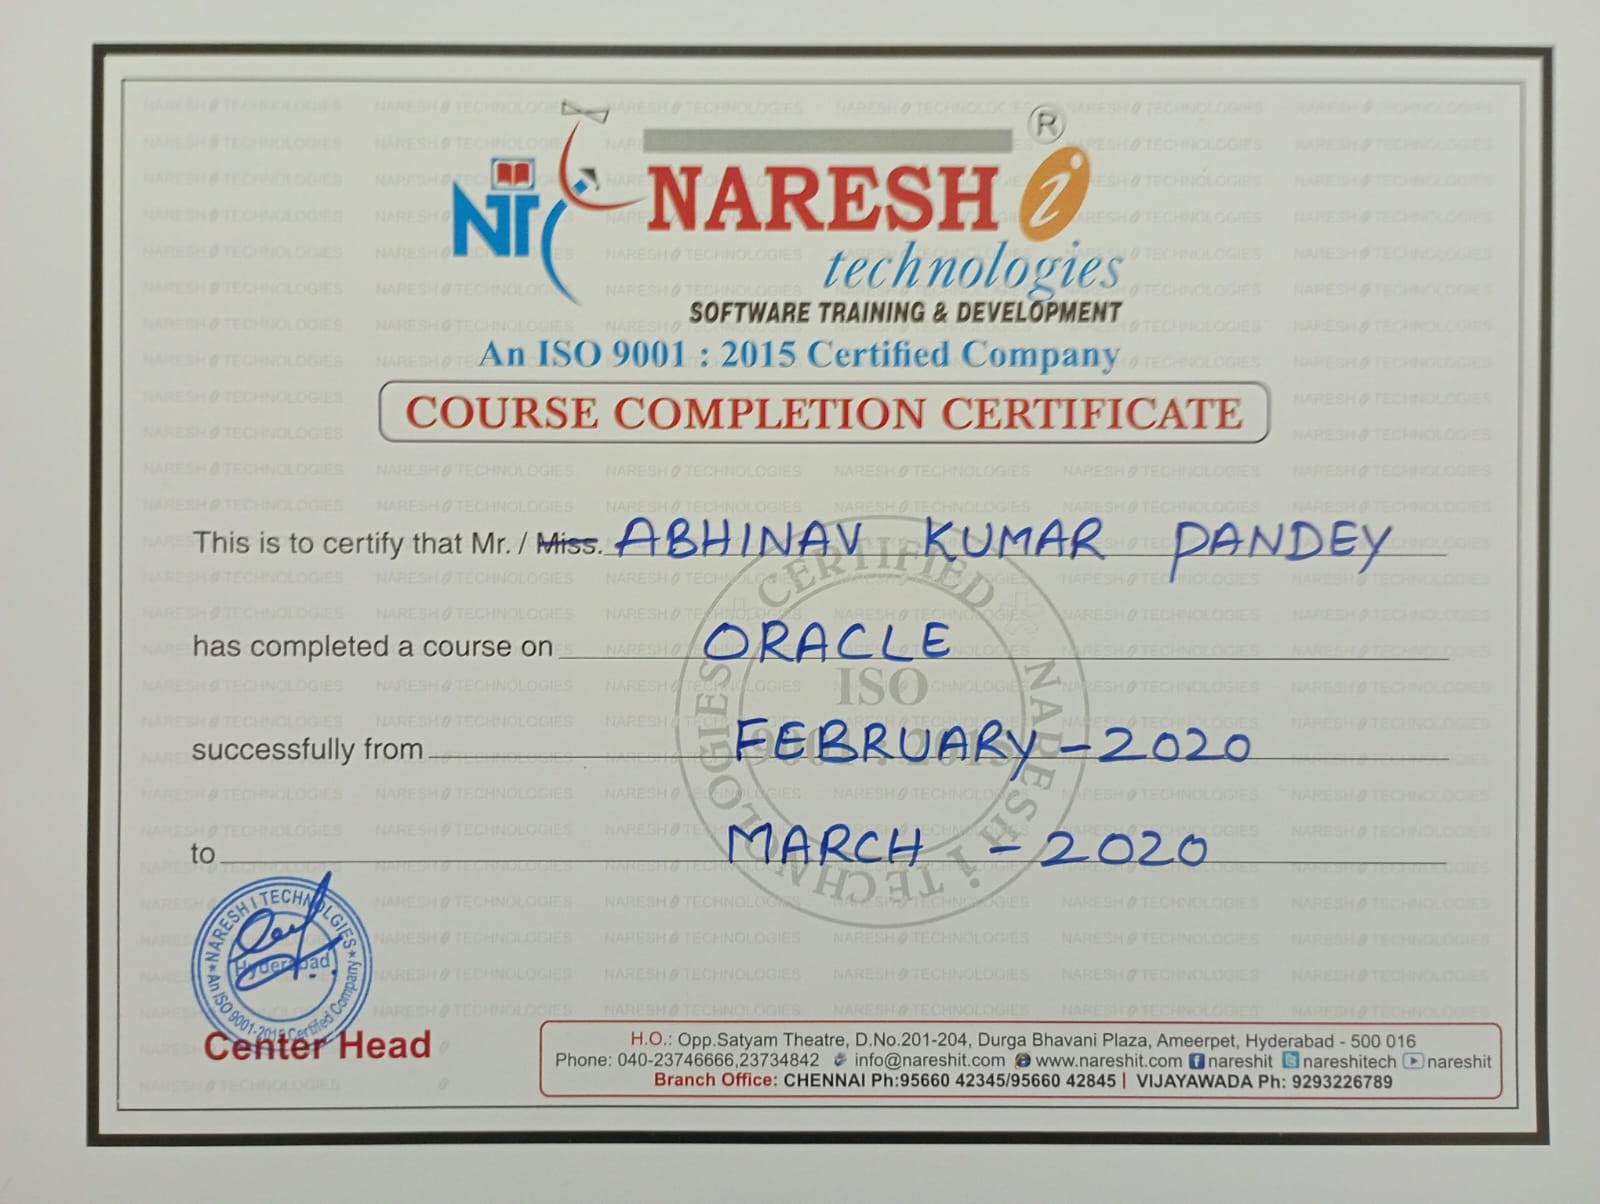 NARESH i ®
NTC
technologies
SOFTWARE TRAINING & DEVELOPMENT
An ISO 9001 : 2015 Certified Company
COURSE COMPLETION CERTIFICATE
This is to certify that Mr. / Miss. ABHINAV KUMAR PANDEY
has completed a course on ORACLE
successfully from FEBRUARY - 2020
to MARCH - 2020
CERTIFIED
ISO
NARESH i TECHNOLOGIES
NARESH I TECHNOLGIES
Hyderabad
An ISO 9001-2015 Certified Company
Center Head
H.O.: Opp.Satyam Theatre, D.No.201-204, Durga Bhavani Plaza, Ameerpet, Hyderabad - 500 016
Phone: 040-23746666,23734842 info@nareshit.com www.nareshit.com nareshit nareshitech nareshit
Branch Office: CHENNAI Ph:95660 42345/95660 42845 | VIJAYAWADA Ph: 9293226789